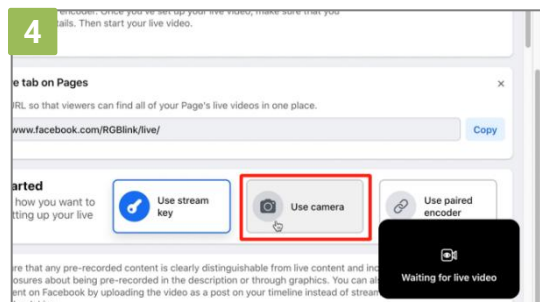 4
encoder. Once you've set up your live video, make sure that you
tails. Then start your live video.
e tab on Pages
URL so that viewers can find all of your Page's live videos in one place.
www.facebook.com/RGBlink/live/
Copy
arted
how you want to
tting up your live
Use stream
key
Use camera
Use paired
encoder
re that any pre-recorded content is clearly distinguishable from live content and inc
osures about being pre-recorded in the description or through graphics. You can al
ent on Facebook by uploading the video as a post on your timeline instead of stream
Waiting for live video